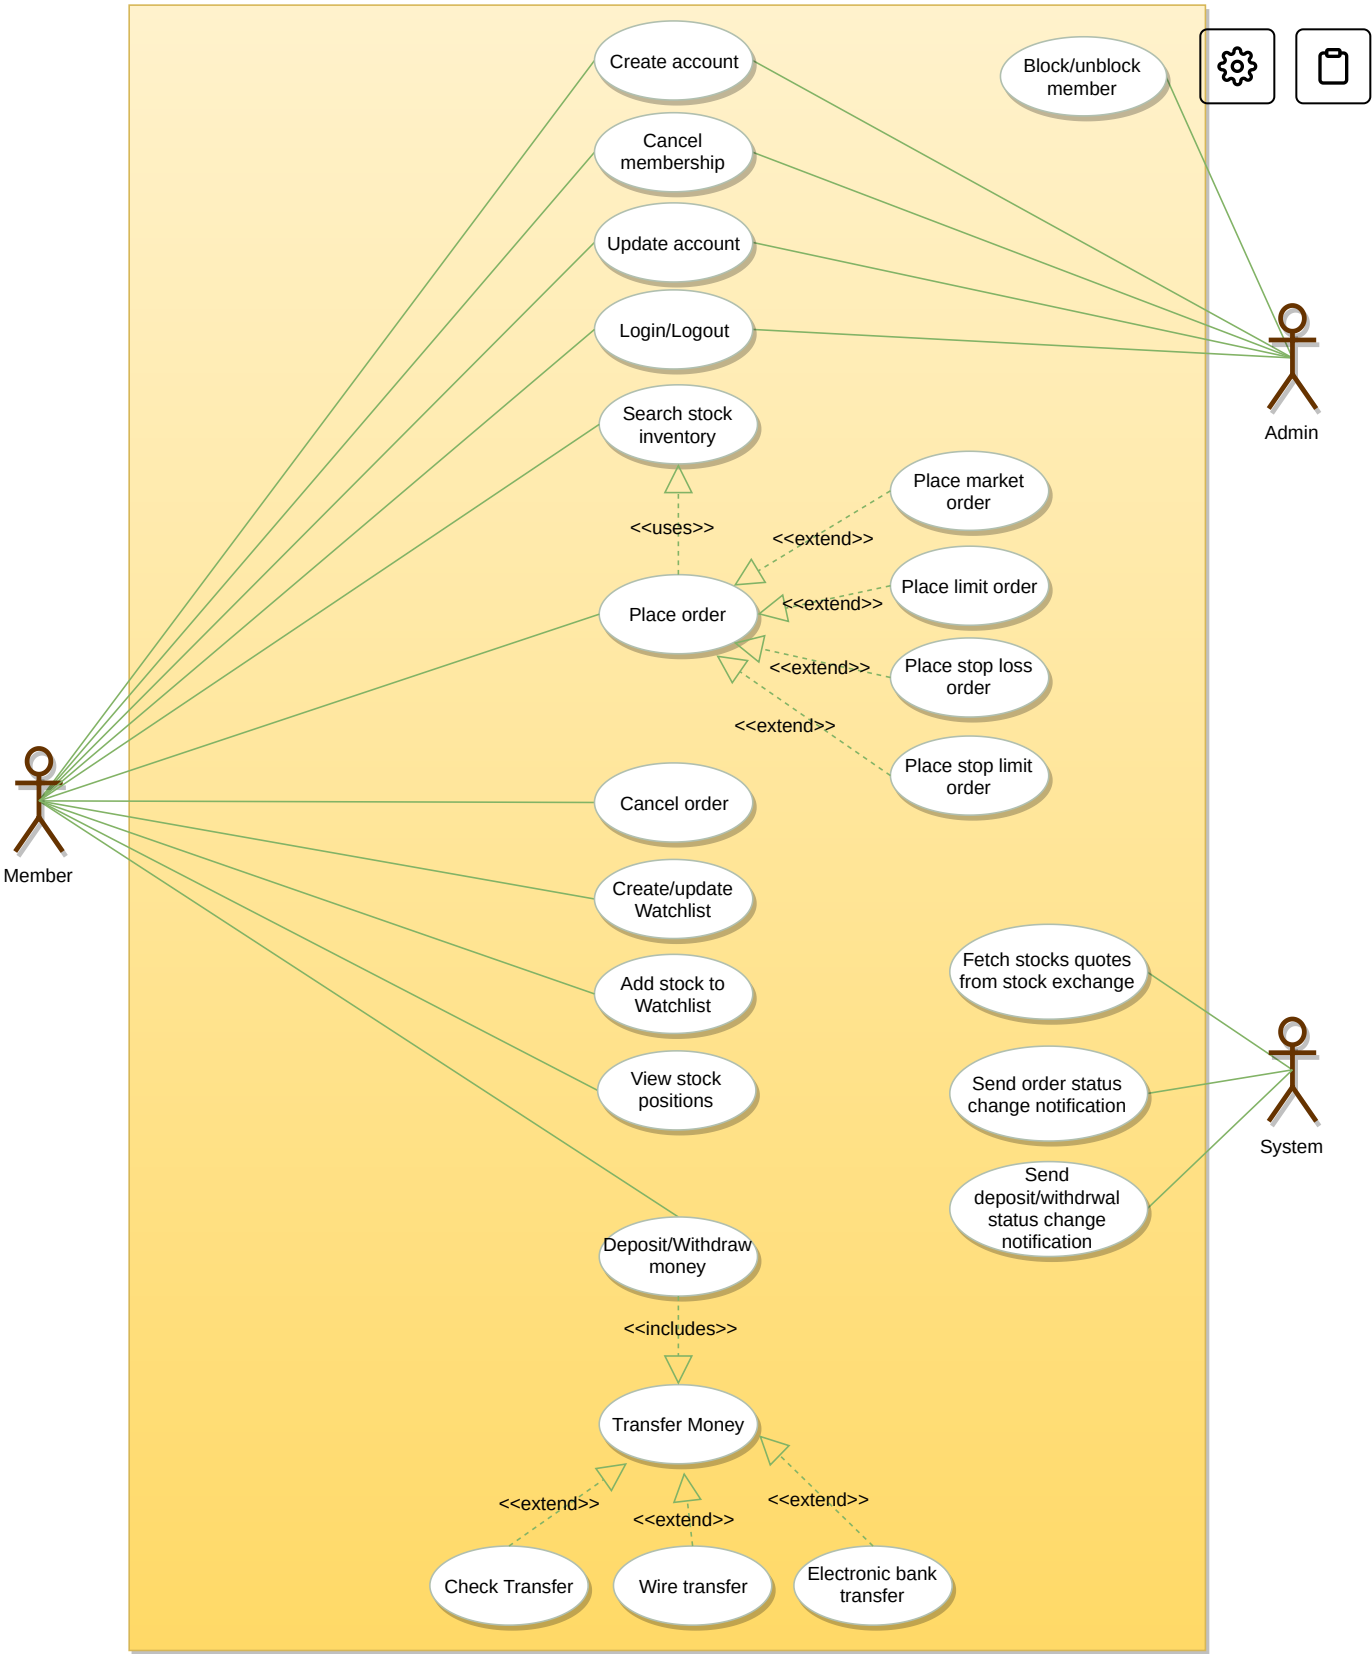 Create account
Block/unblock
member
Cancel
membership
Update account
Login/Logout
Search stock
inventory
Admin
Place market
order
<<uses>>
<<extend>>
Place limit order
<<extend>>
Place order
Place stop loss
order
<<extend>>
<<extend>>
Place stop limit
order
Cancel order
Member
Create/update
Watchlist
Fetch stocks quotes
from stock exchange
Add stock to
Watchlist
View stock
positions
Send order status
change notification
System
Send
deposit/withdrwal
status change
notification
Deposit/Withdraw
money
<<includes>>
Transfer Money
<<extend>>
<<extend>>
<<extend>>
Check Transfer
Wire transfer
Electronic bank
transfer